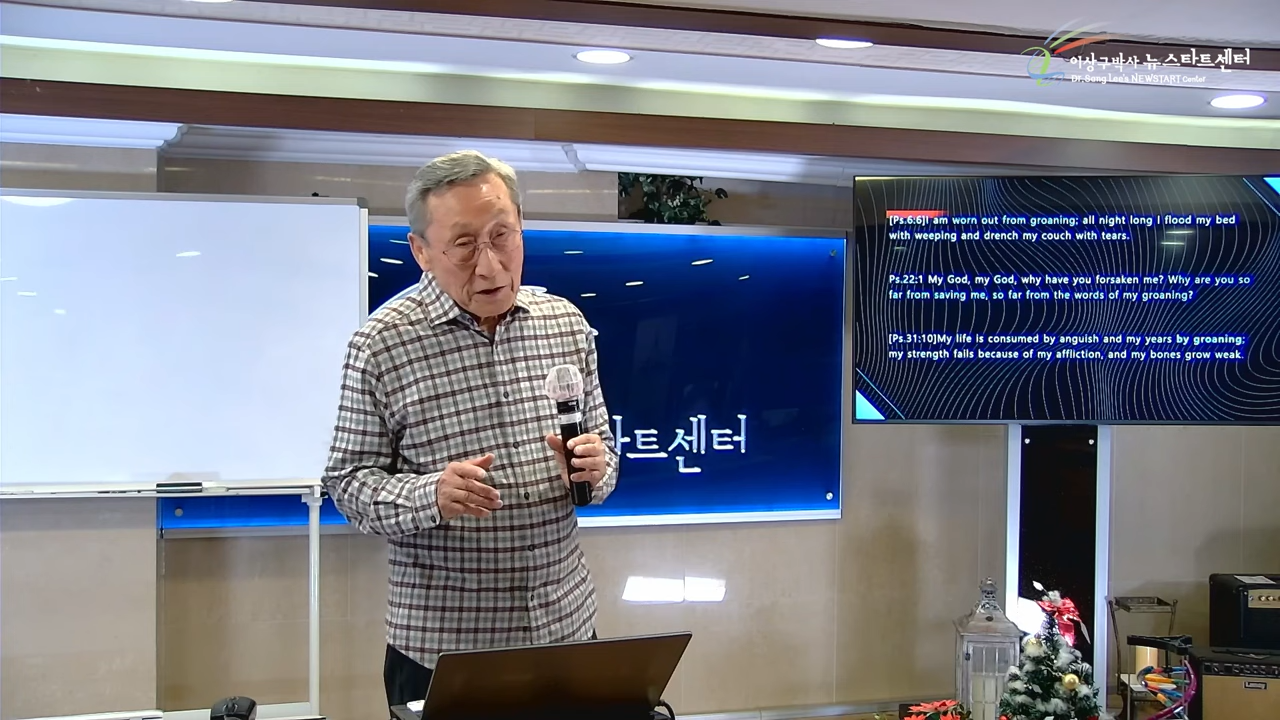 이상구박사 뉴스타트센터
Dr. Sang Lee's NEWSTART Center
[Ps.6:6]I am worn out from groaning; all night long I flood my bed
with weeping and drench my couch with tears.
Ps.22:1 My God, my God, why have you forsaken me? Why are you so
far from saving me, so far from the words of my groaning?
[Ps.31:10]My life is consumed by anguish and my years by groaning;
my strength fails because of my affliction, and my bones grow weak.
트센터
Laney